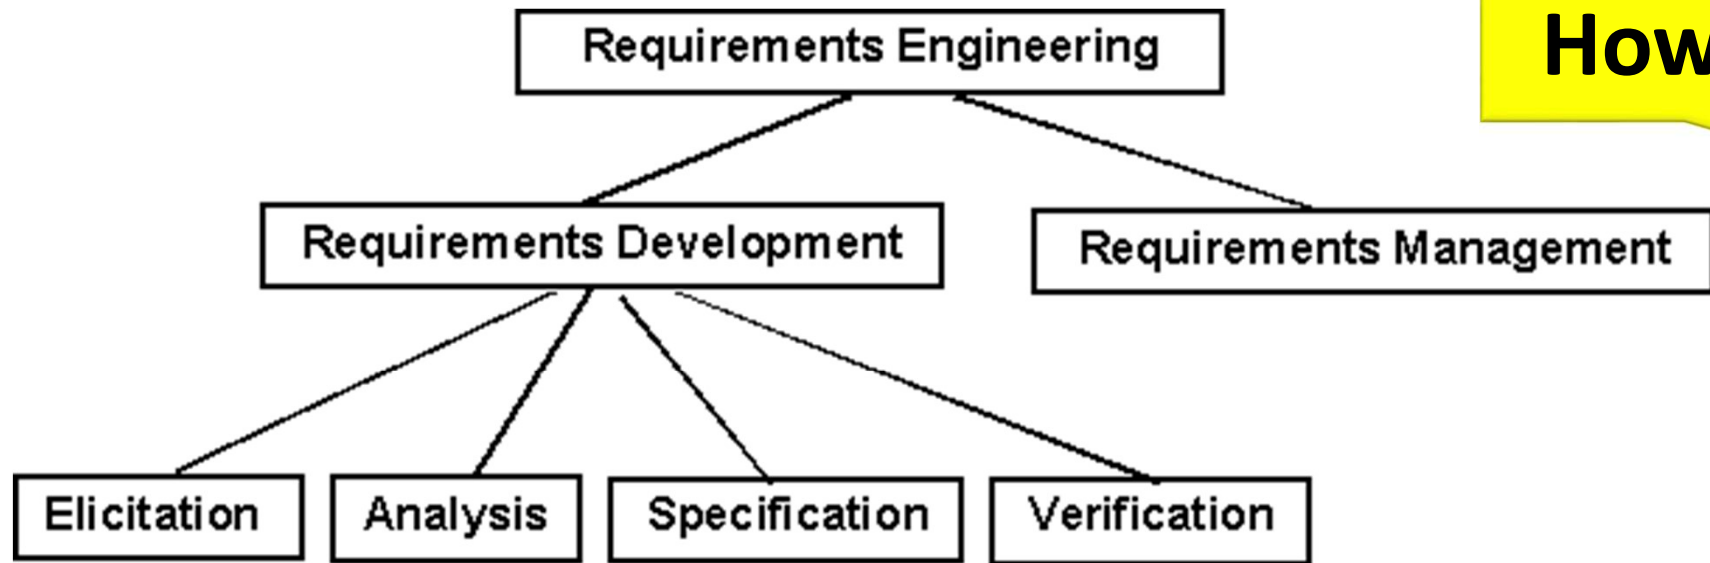 Requirements Engineering
How
Requirements Development
Requirements Management
Elicitation
Analysis
Specification
Verification